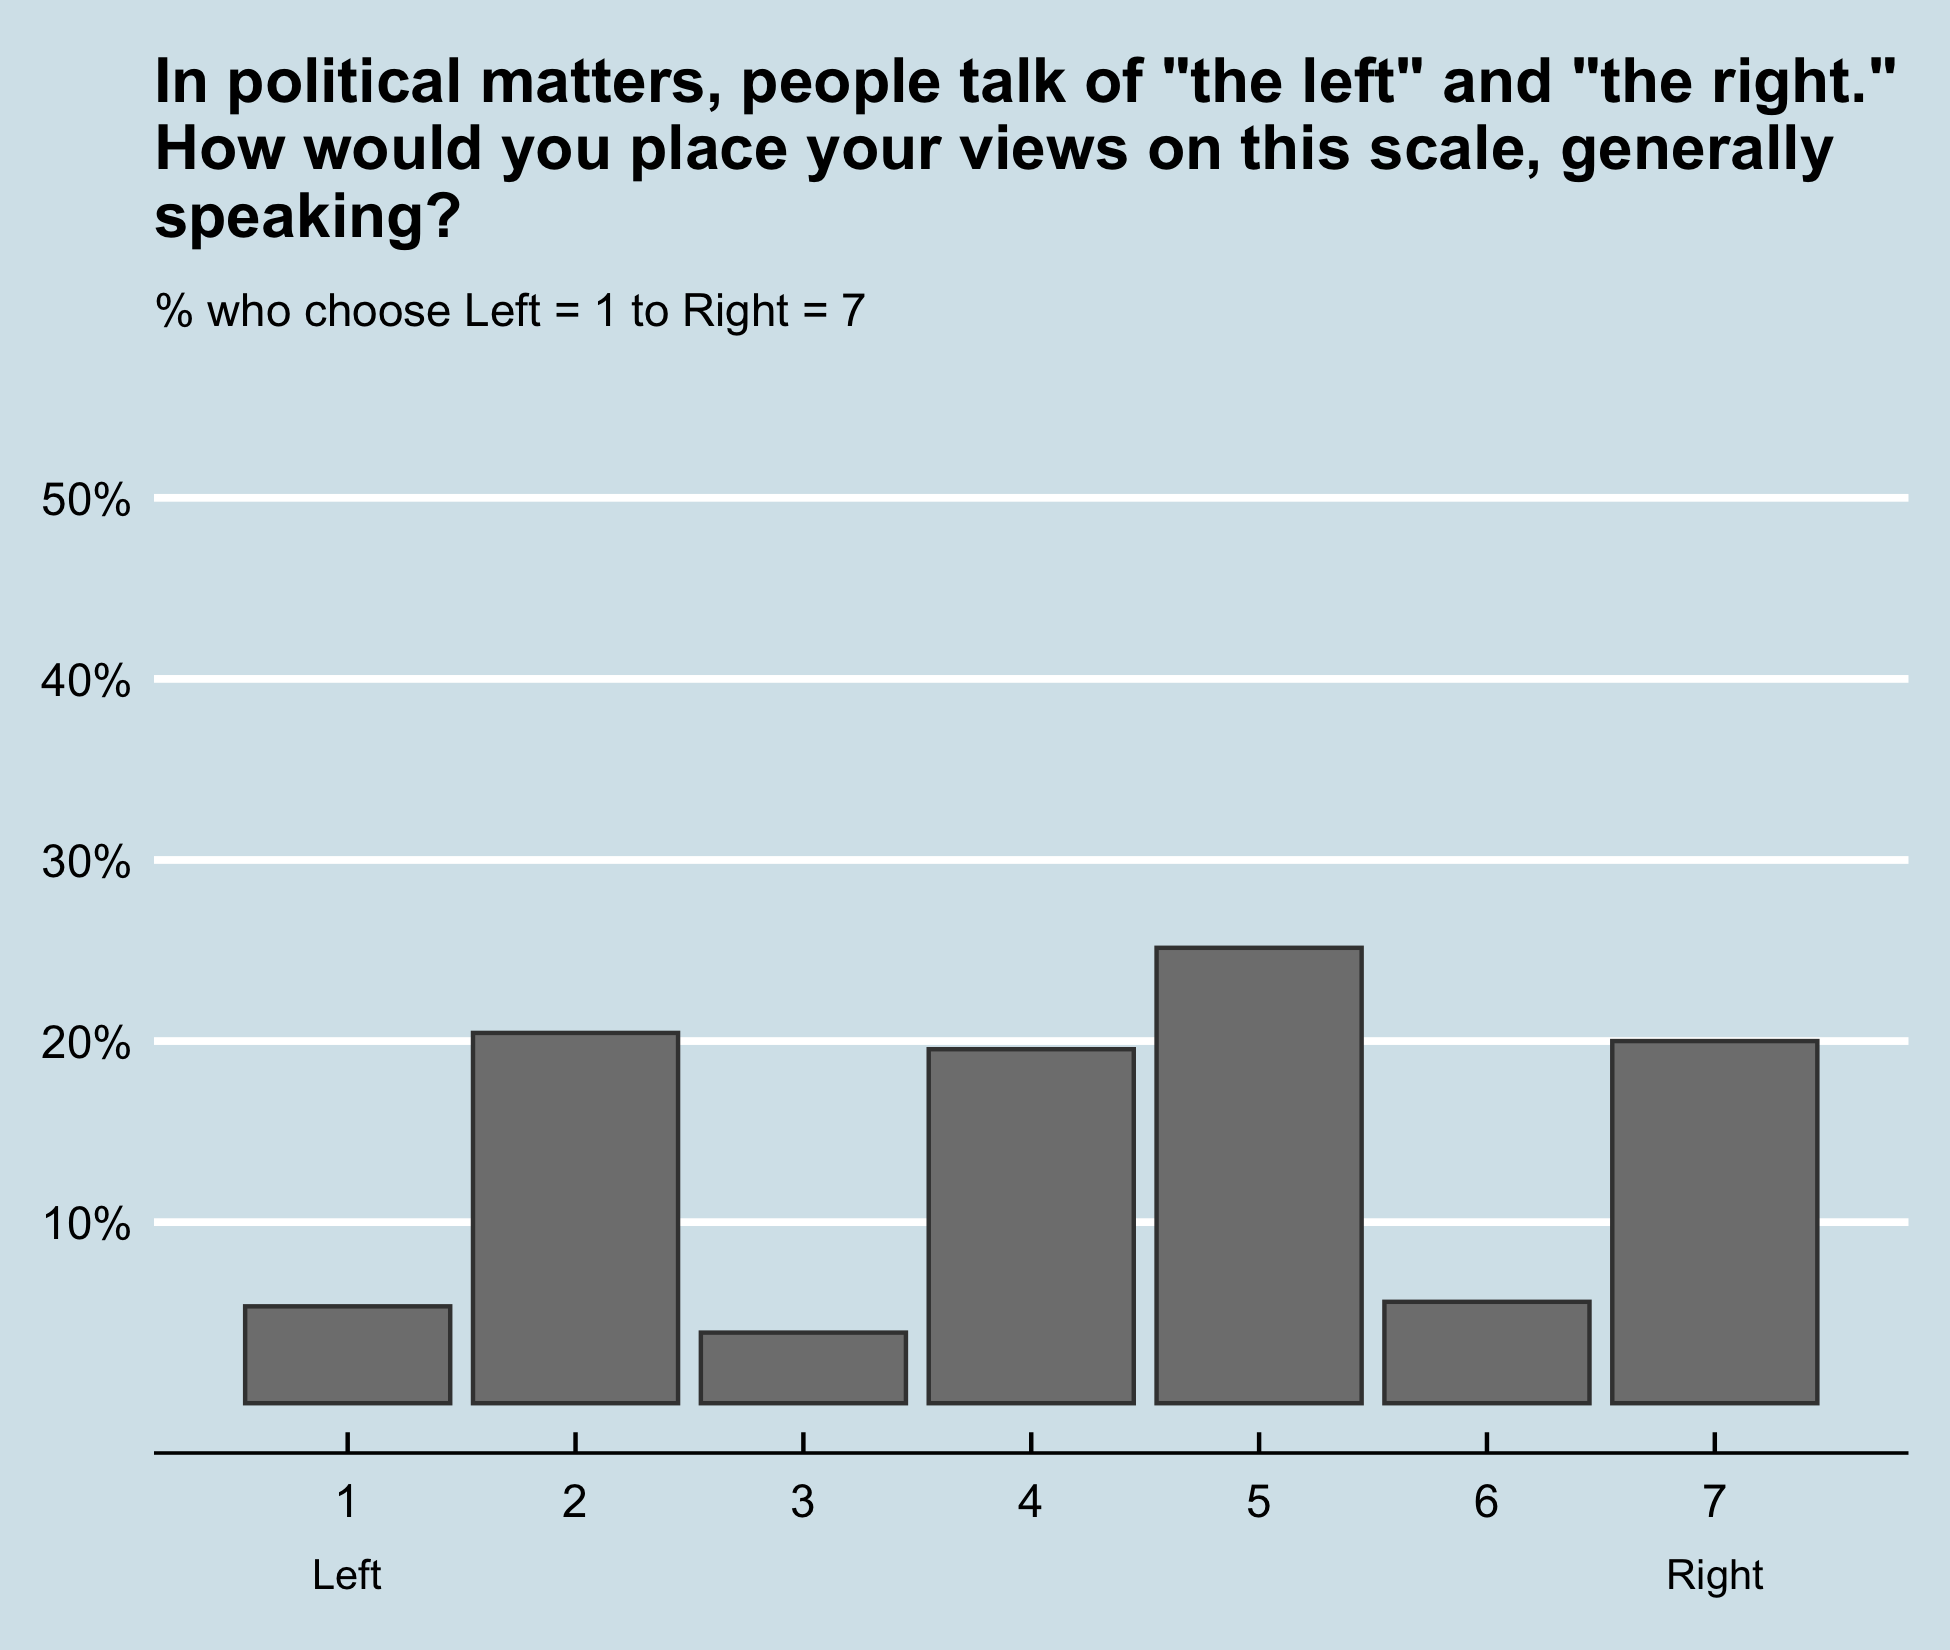 In political matters, people talk of "the left" and "the right."
How would you place your views on this scale, generally
speaking?
% who choose Left = 1 to Right = 7
50%
40%
30%
20%
10%
1 2 3 4 5 6 7
Left Right